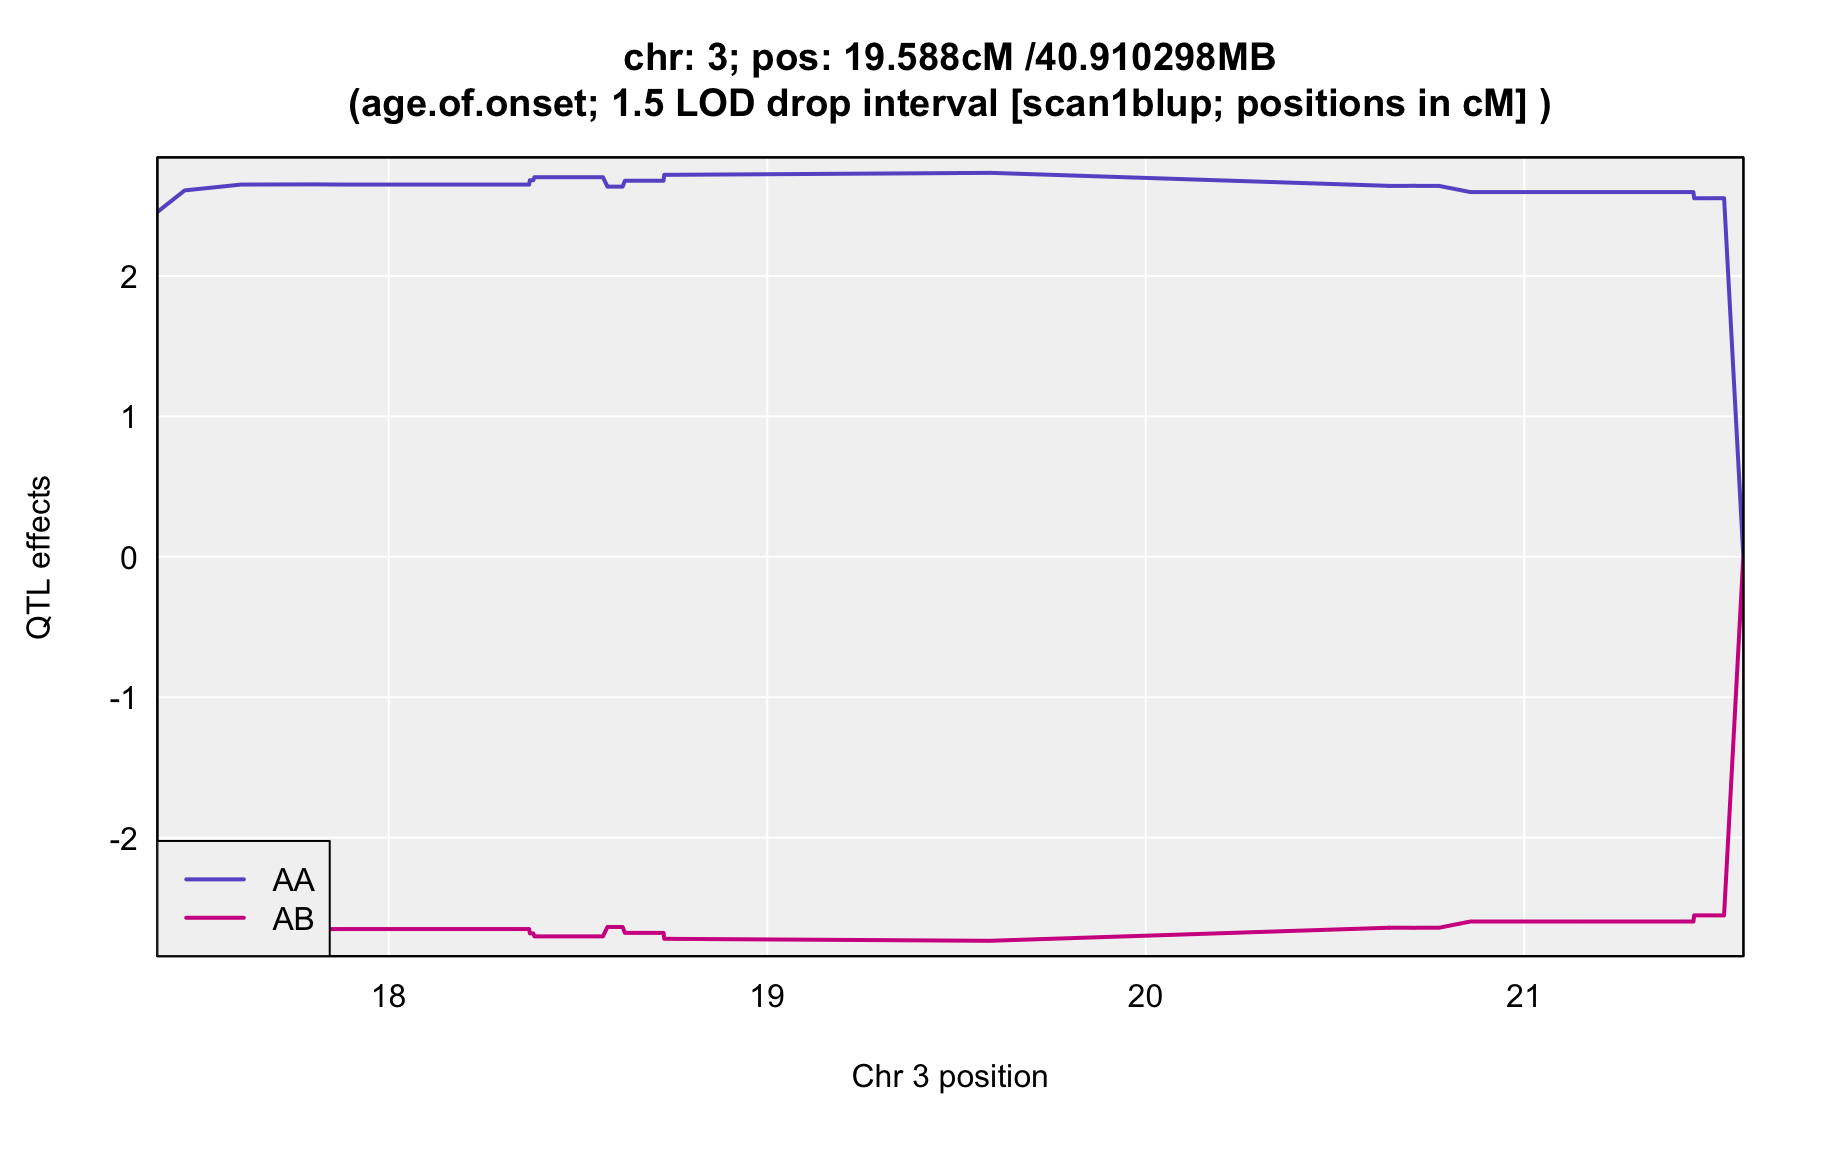 chr: 3; pos: 19.588cM /40.910298MB
(age.of.onset; 1.5 LOD drop interval [scan1blup; positions in cM] )
QTL effects
2
1
0
-1
-2
AA
AB
18 19 20 21
Chr 3 position